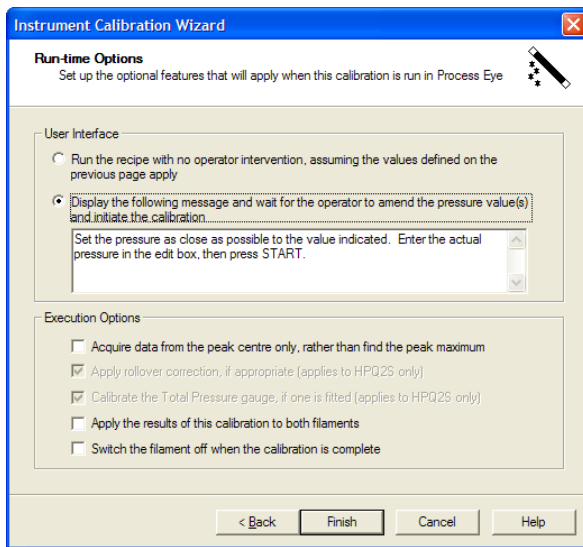 Instrument Calibration Wizard
Run-time Options
Set up the optional features that will apply when this calibration is run in Process Eye
User Interface
Run the recipe with no operator intervention, assuming the values defined on the
previous page apply
Display the following message and wait for the operator to amend the pressure value(s)
and initiate the calibration
Set the pressure as close as possible to the value indicated. Enter the actual
pressure in the edit box, then press START.
Execution Options
Acquire data from the peak centre only, rather than find the peak maximum
Apply rollover correction, if appropriate (applies to HPQ2S only)
Calibrate the Total Pressure gauge, if one is fitted (applies to HPQ2S only)
Apply the results of this calibration to both filaments
Switch the filament off when the calibration is complete
< Back
Finish
Cancel
Help